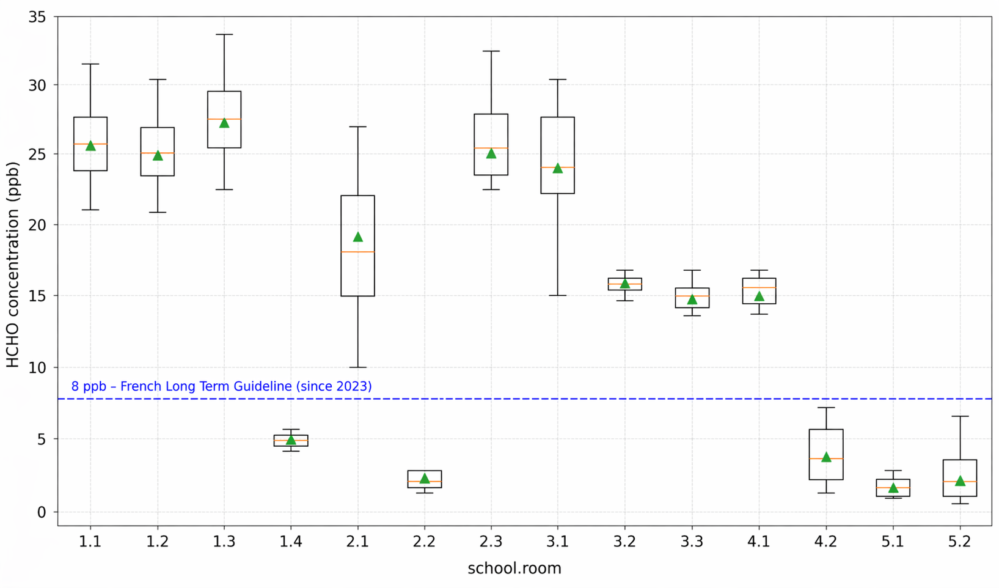 35
30
25
20
15
10
5
0
HCHO concentration (ppb)
8 ppb – French Long Term Guideline (since 2023)
1.1 1.2 1.3 1.4 2.1 2.2 2.3 3.1 3.2 3.3 4.1 4.2 5.1 5.2
school.room